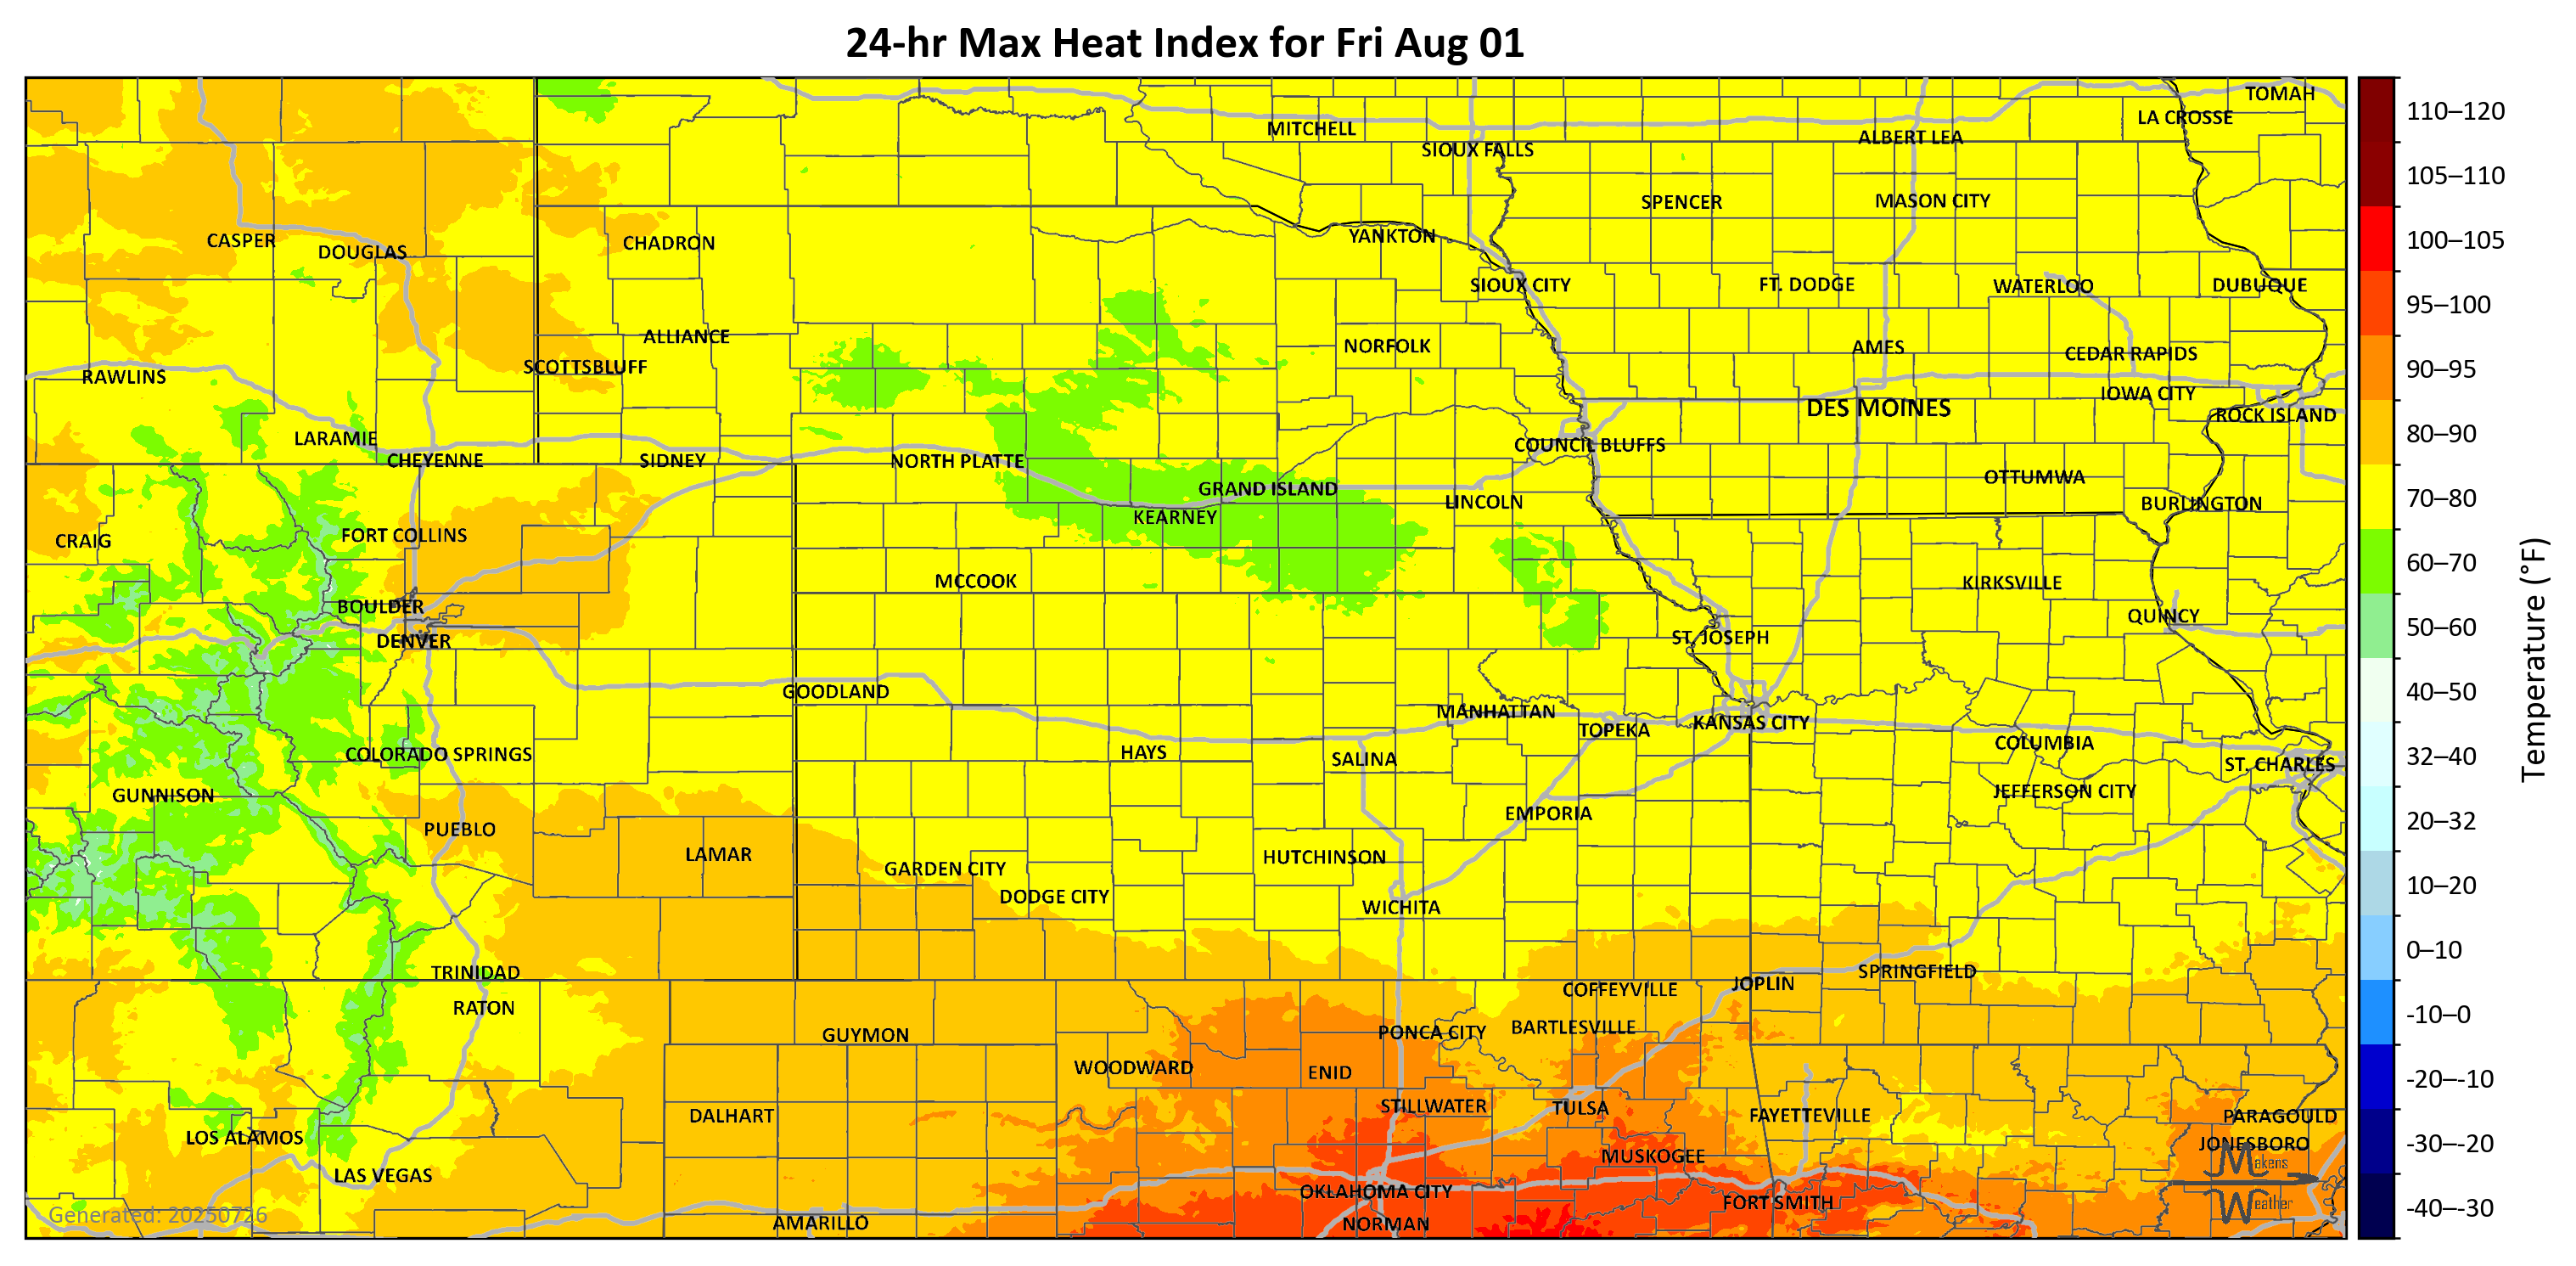 24-hr Max Heat Index for Fri Aug 01
TOMAH
LA CROSSE
MITCHELL
ALBERT LEA
SIOUX FALLS
SPENCER
MASON CITY
CASPER
DOUGLAS
CHADRON
YANKTON
SIOUX CITY
FT. DODGE
WATERLOO
DUBUQUE
ALLIANCE
NORFOLK
AMES
CEDAR RAPIDS
SCOTTSBLUFF
RAWLINS
IOWA CITY
DES MOINES
ROCK ISLAND
LARAMIE
COUNCIL BLUFFS
CHEYENNE
SIDNEY
NORTH PLATTE
OTTUMWA
GRAND ISLAND
LINCOLN
BURLINGTON
KEARNEY
FORT COLLINS
CRAIG
MCCOOK
KIRKSVILLE
BOULDER
QUINCY
DENVER
ST. JOSEPH
GOODLAND
MANHATTAN
KANSAS CITY
TOPEKA
COLUMBIA
COLORADO SPRINGS
HAYS
SALINA
ST. CHARLES
GUNNISON
JEFFERSON CITY
EMPORIA
PUEBLO
LAMAR
HUTCHINSON
GARDEN CITY
DODGE CITY
WICHITA
TRINIDAD
SPRINGFIELD
JOPLIN
COFFEYVILLE
RATON
BARTLESVILLE
PONCA CITY
GUYMON
WOODWARD
ENID
STILLWATER
TULSA
DALHART
FAYETTEVILLE
PARAGOULD
LOS ALAMOS
JONESBORO
MUSKOGEE
LAS VEGAS
OKLAHOMA CITY
FORT SMITH
AMARILLO
NORMAN
Makens
Weather
Generated: 20250726
110–120
105–110
100–105
95–100
90–95
80–90
70–80
60–70
50–60
40–50
32–40
20–32
10–20
0–10
-10–0
-20–-10
-30–-20
-40–-30
Temperature (°F)